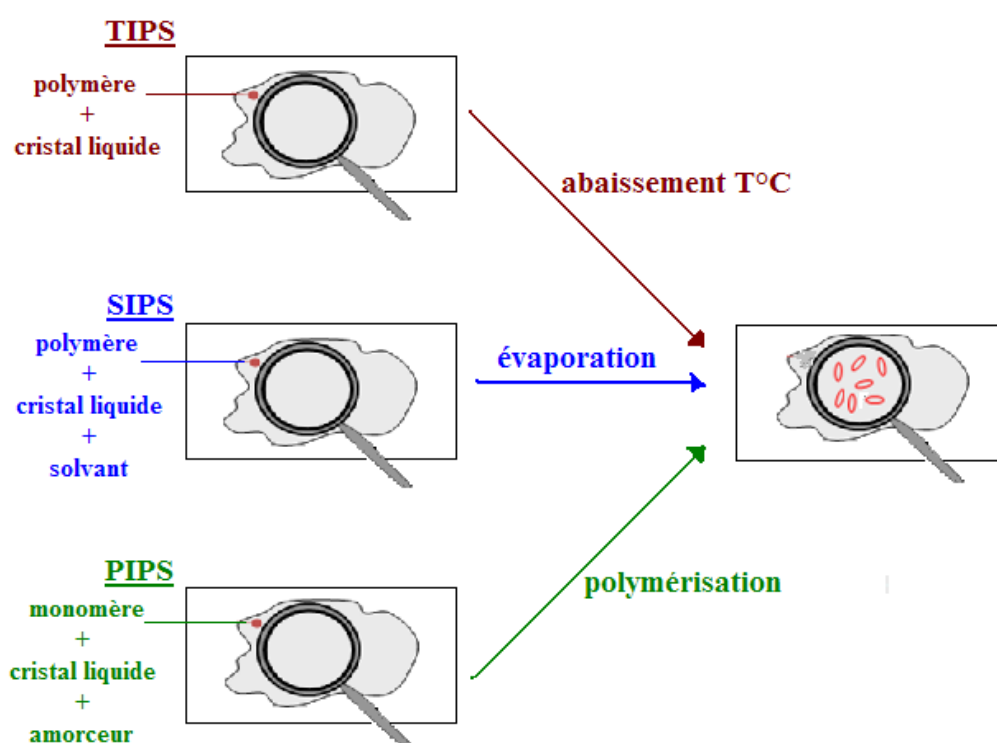 TIPS
polymère
+
cristal liquide
abaissement T°C
SIPS
polymère
+
cristal liquide
+
solvant
évaporation
PIPS
monomère
+
cristal liquide
+
amorceur
polymérisation